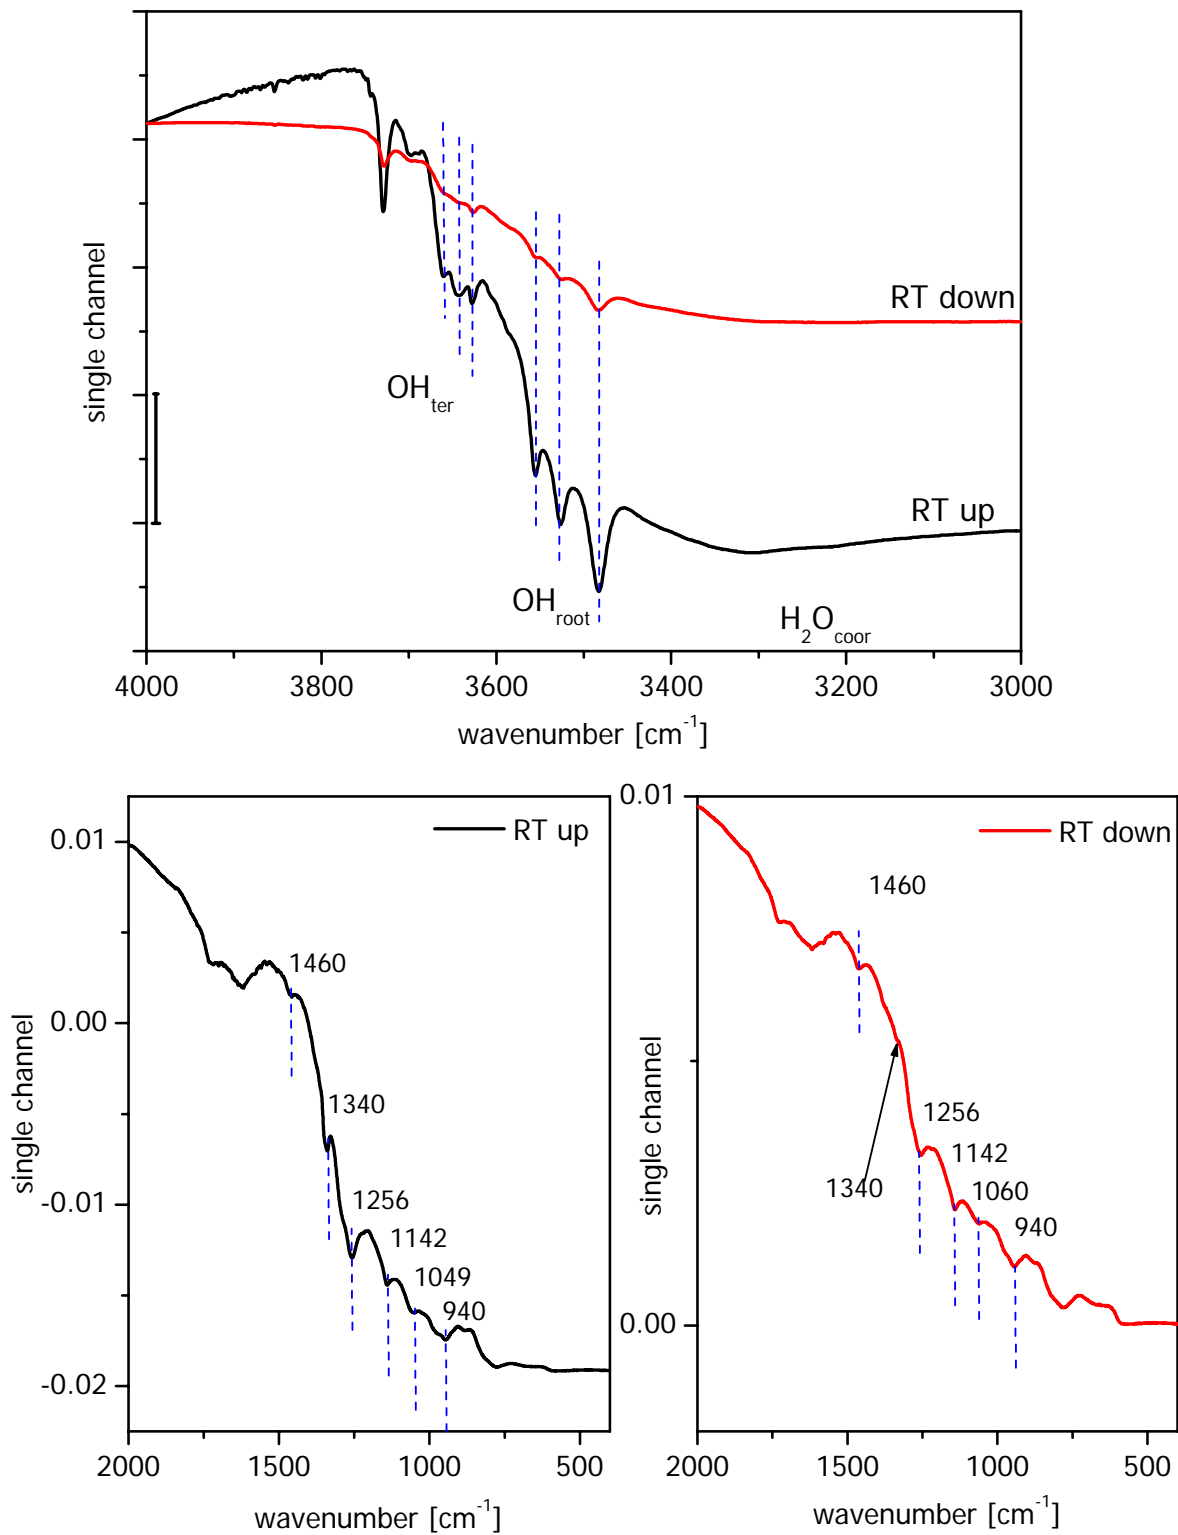 single channel
RT down
OH_ter
RT up
OH_root
H_2O_coor
4000 3800 3600 3400 3200 3000
wavenumber [cm^-1]
0.01
RT up
1460
0.00
1340
single channel
-0.01
1256
1142
1049
940
-0.02
2000 1500 1000 500
wavenumber [cm^-1]
0.01
RT down
1460
single channel
1256
1142
1340
1060
940
0.00
2000 1500 1000 500
wavenumber [cm^-1]